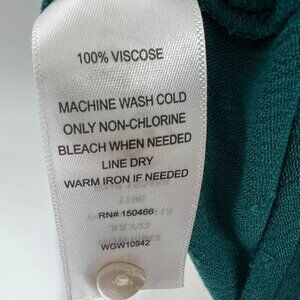 100% VISCOSE
MACHINE WASH COLD
ONLY NON-CHLORINE
BLEACH WHEN NEEDED
LINE DRY
WARM IRON IF NEEDED
RN# 150466
WGW10942